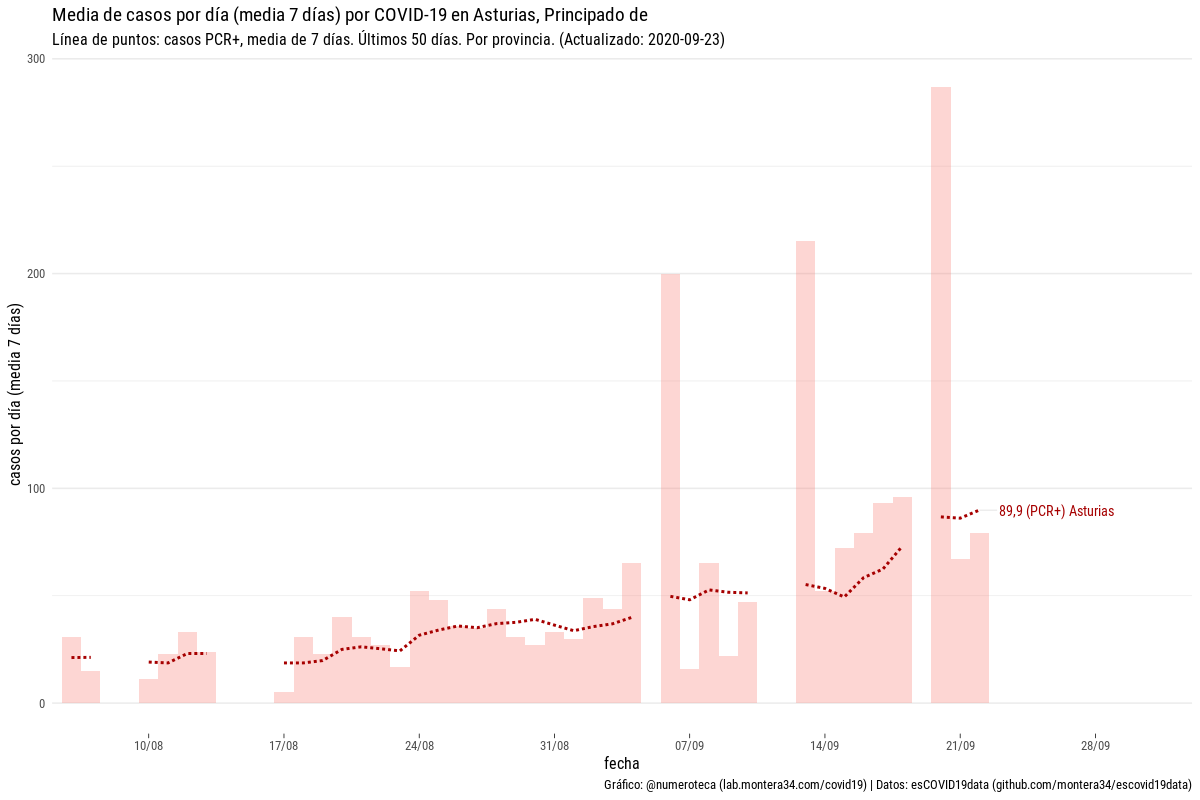 Media de casos por día (media 7 días) por COVID-19 en Asturias, Principado de
Línea de puntos: casos PCR+, media de 7 días. Últimos 50 días. Por provincia. (Actualizado: 2020-09-23)
300
200
100
0
casos por día (media 7 días)
89,9 (PCR+) Asturias
10/08
17/08
24/08
31/08
07/09
14/09
21/09
28/09
fecha
Gráfico: @numeroteca (lab.montera34.com/covid19) | Datos: esCOVID19data (github.com/montera34/escovid19data)